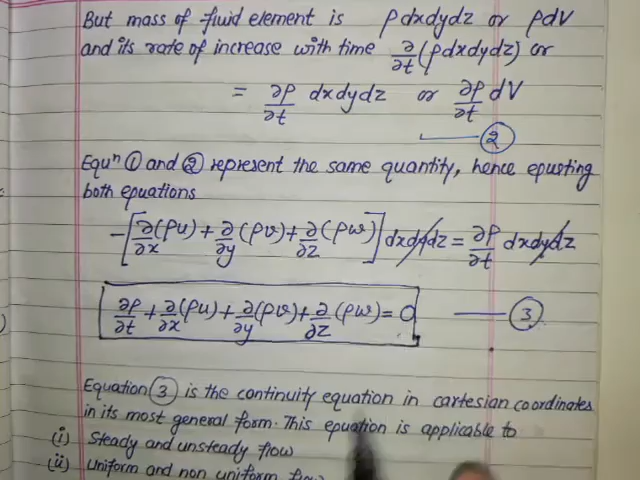 But mass of fluid element is ρ dxdydz or ρdV
and its rate of increase with time ∂/∂t (ρ dxdydz) or
= ∂ρ/∂t dxdydz or ∂ρ/∂t dV
②
Equⁿ ① and ② represent the same quantity, hence equating
both equations
-[∂/∂x (ρu) + ∂/∂y (ρv) + ∂/∂z (ρw)] dxdydz = ∂ρ/∂t dxdydz
∂ρ/∂t + ∂/∂x (ρu) + ∂/∂y (ρv) + ∂/∂z (ρw) = 0 ③
Equation ③ is the continuity equation in cartesian coordinates
in its most general form. This equation is applicable to
(i) Steady and unsteady flow
(ii) Uniform and non uniform flow